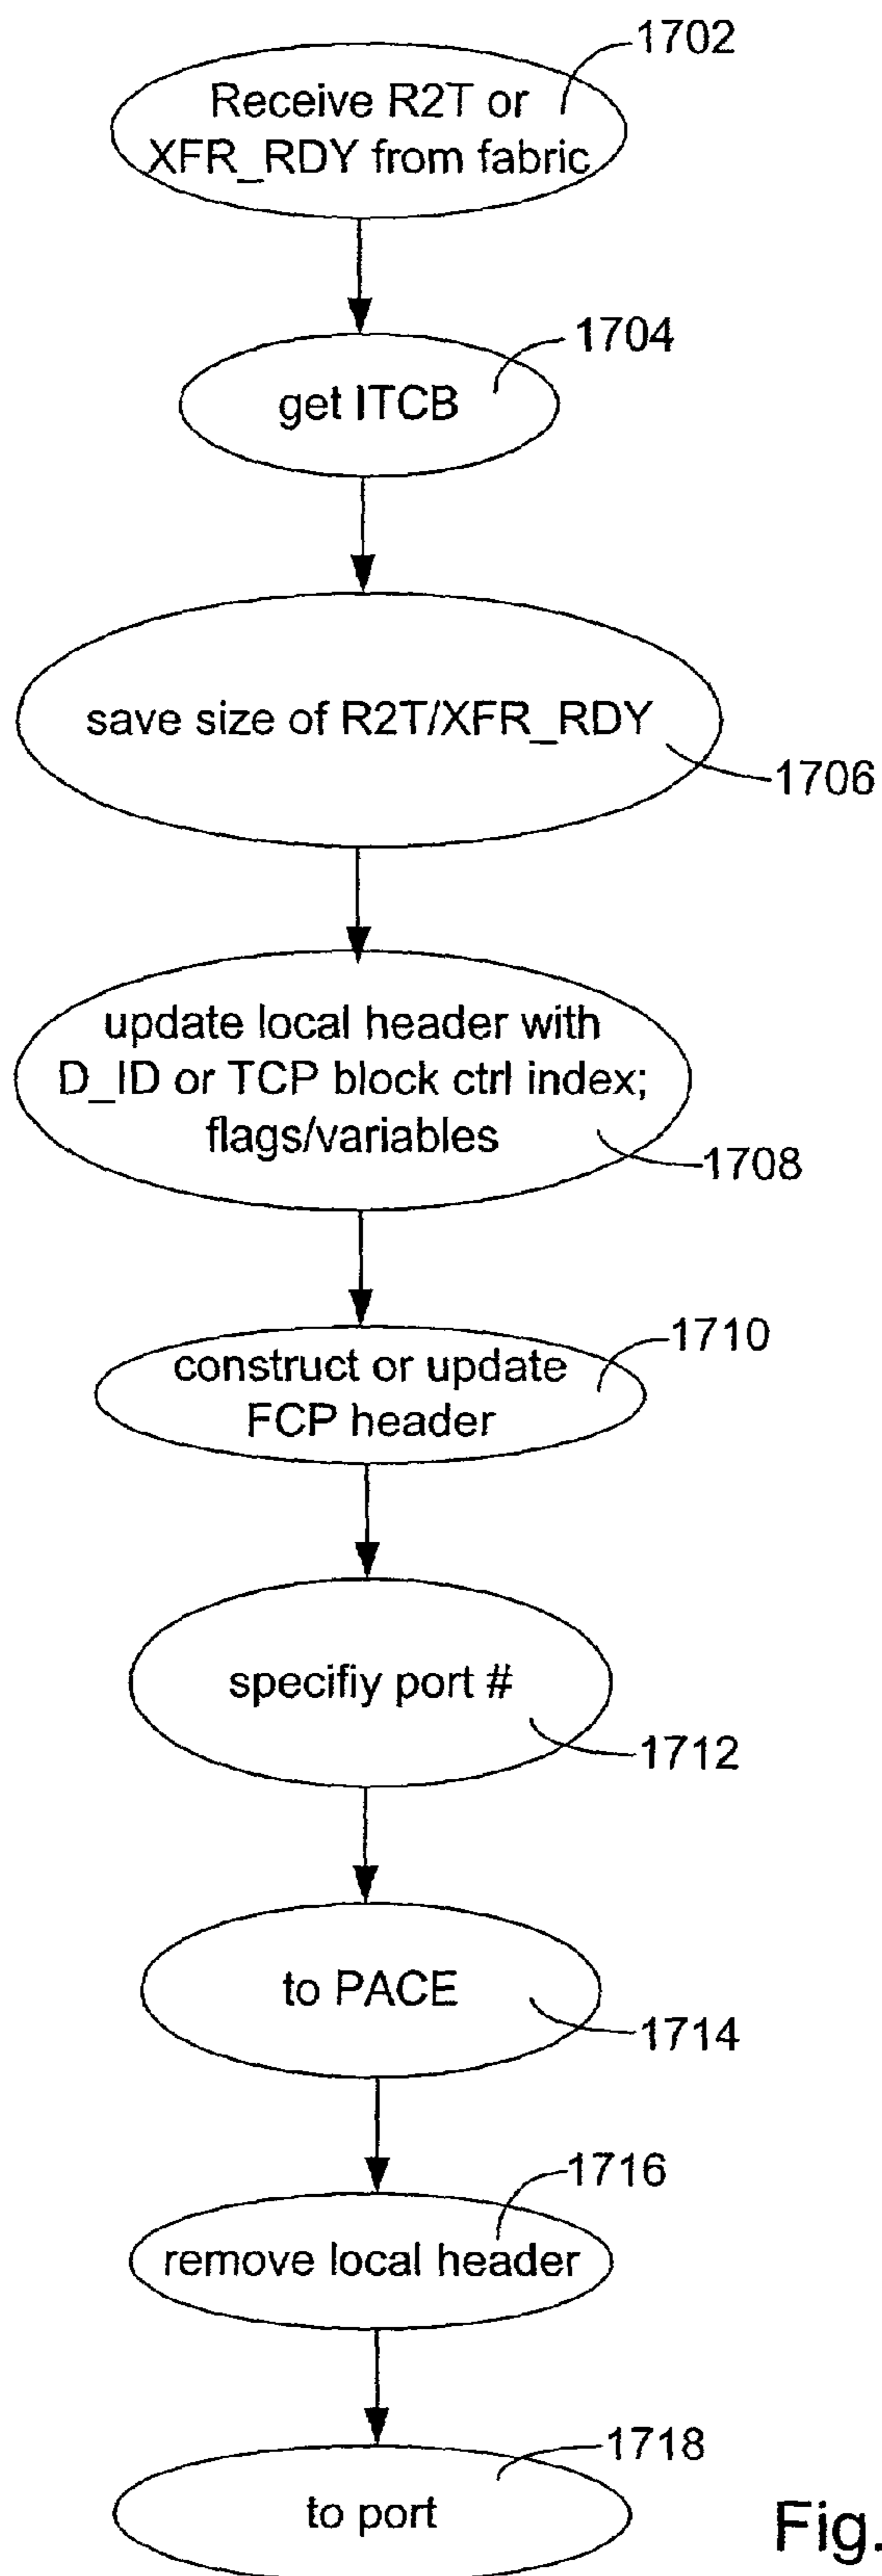 1702
Receive R2T or
XFR_RDY from fabric
1704
get ITCB
save size of R2T/XFR_RDY
1706
update local header with
D_ID or TCP block ctrl index;
flags/variables
1708
1710
construct or update
FCP header
specifiy port #
1712
to PACE
1714
1716
remove local header
1718
to port
Fig.